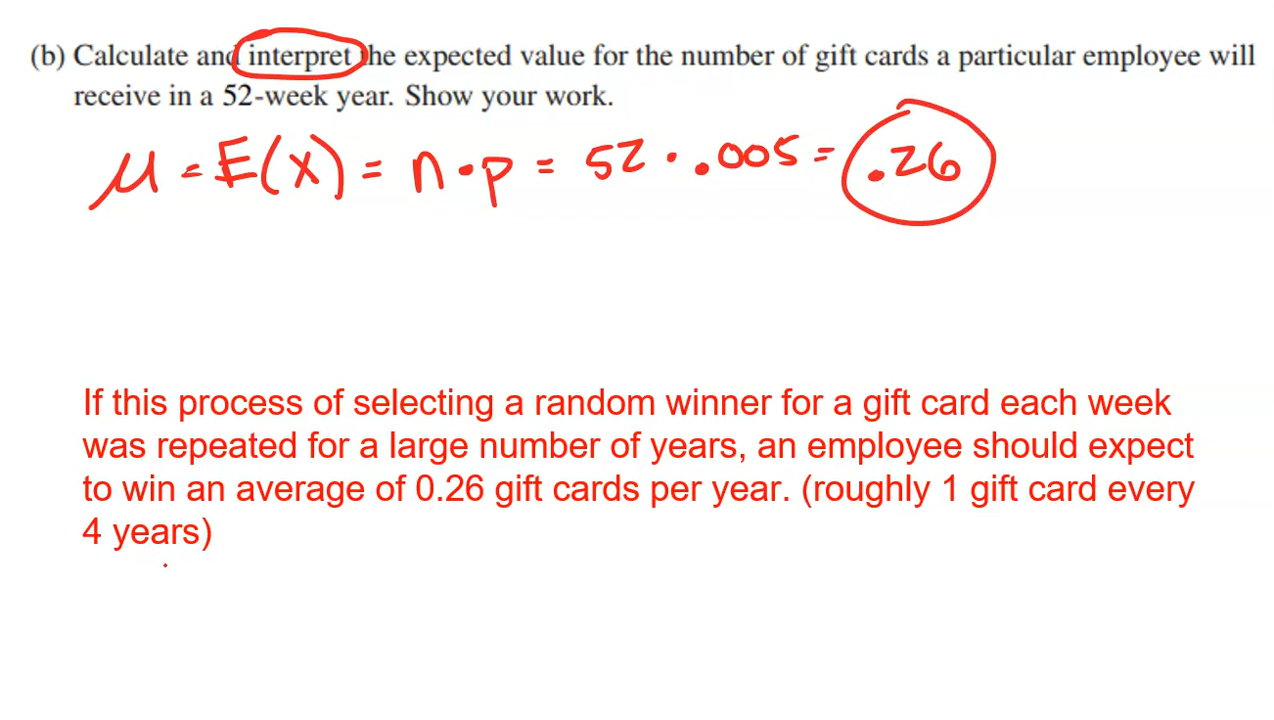 (b) Calculate and interpret the expected value for the number of gift cards a particular employee will
receive in a 52-week year. Show your work.
μ = E(X) = n · p = 52 · .005 = .26
If this process of selecting a random winner for a gift card each week
was repeated for a large number of years, an employee should expect
to win an average of 0.26 gift cards per year. (roughly 1 gift card every
4 years)